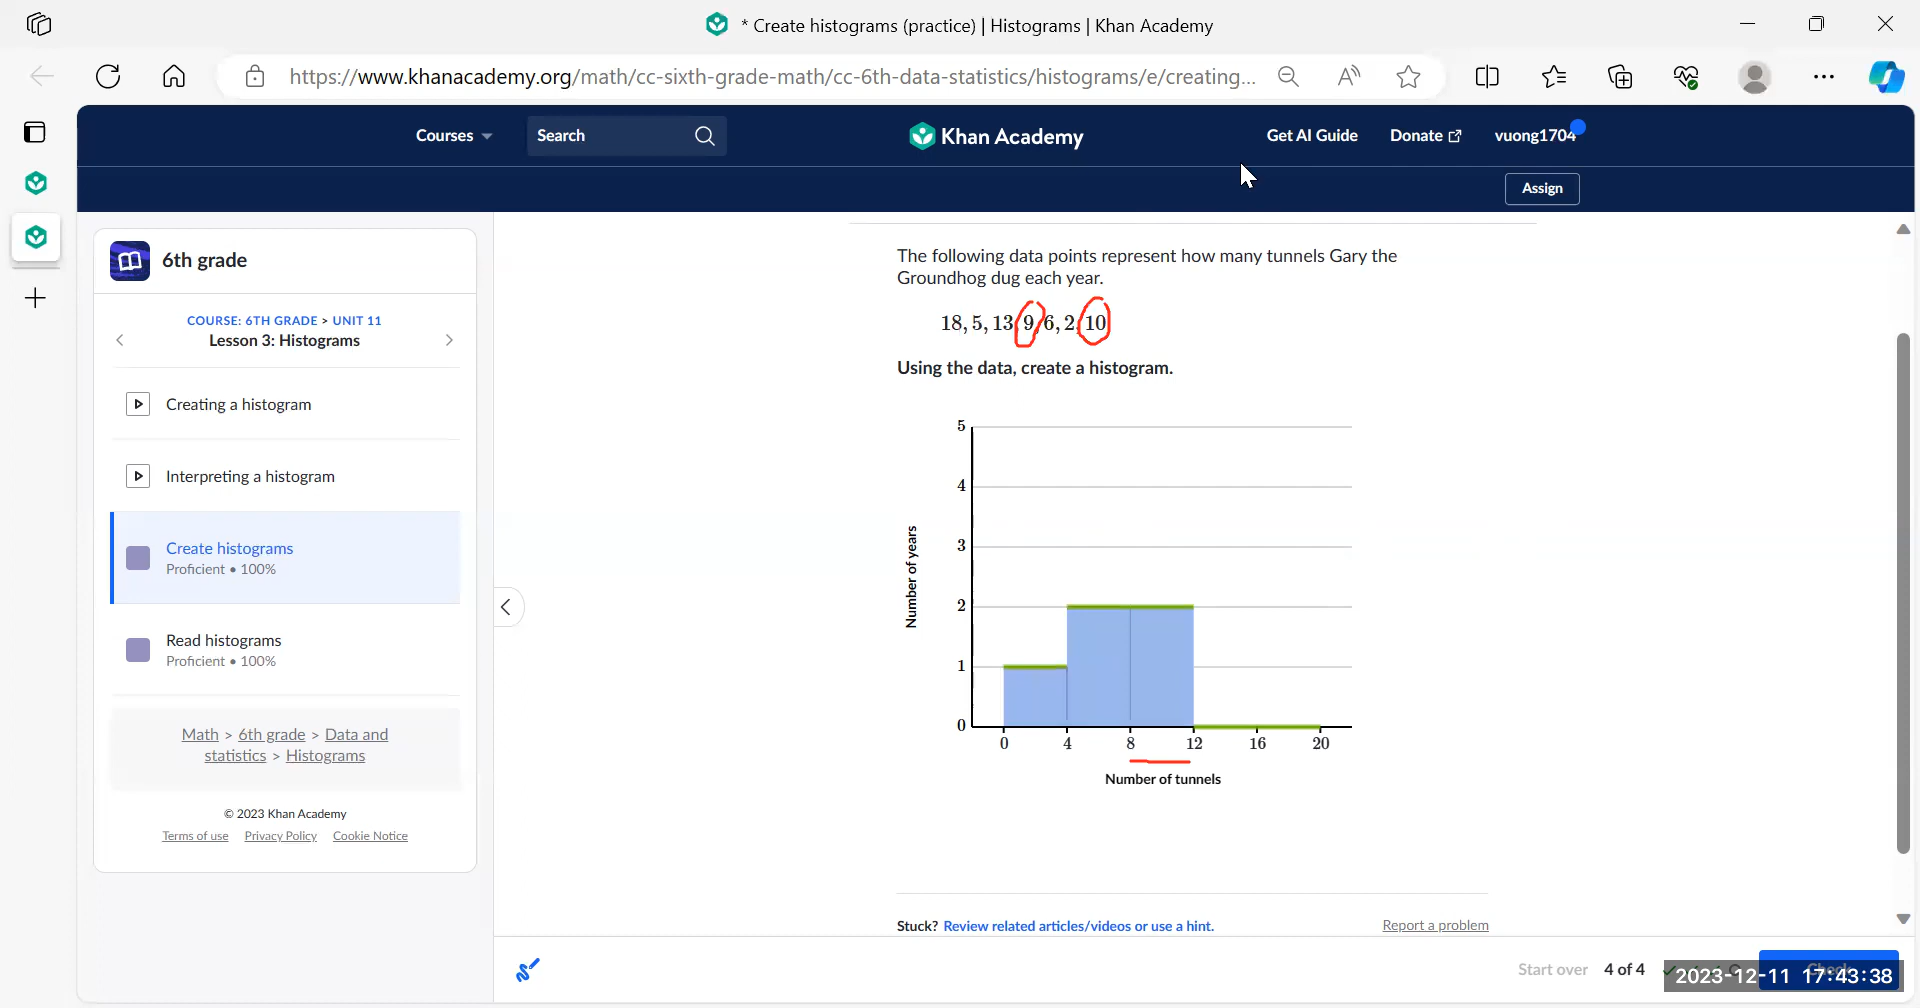 * Create histograms (practice) | Histograms | Khan Academy
https://www.khanacademy.org/math/cc-sixth-grade-math/cc-6th-data-statistics/histograms/e/creating...
Courses
Search
Khan Academy
Get AI Guide
Donate
vuong1704
Assign
6th grade
COURSE: 6TH GRADE > UNIT 11
Lesson 3: Histograms
Creating a histogram
Interpreting a histogram
Create histograms
Proficient • 100%
Read histograms
Proficient • 100%
Math > 6th grade > Data and
statistics > Histograms
© 2023 Khan Academy
Terms of use Privacy Policy Cookie Notice
The following data points represent how many tunnels Gary the
Groundhog dug each year.
18, 5, 13, 9, 6, 2, 10
Using the data, create a histogram.
5
4
3
2
1
0
Number of years
0 4 8 12 16 20
Number of tunnels
Stuck? Review related articles/videos or use a hint.
Report a problem
Start over
4 of 4
Check
2023-12-11 17:43:38